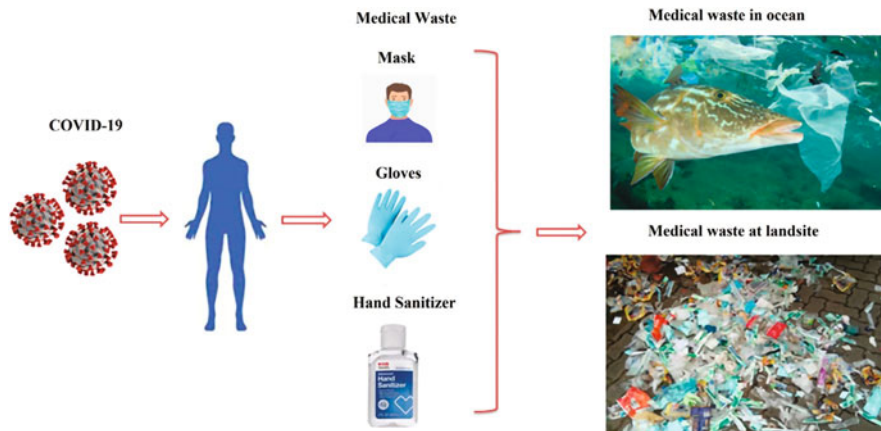 COVID-19
Medical Waste
Mask
Gloves
Hand Sanitizer
Hand
Sanitizer
Medical waste in ocean
Medical waste at landsite